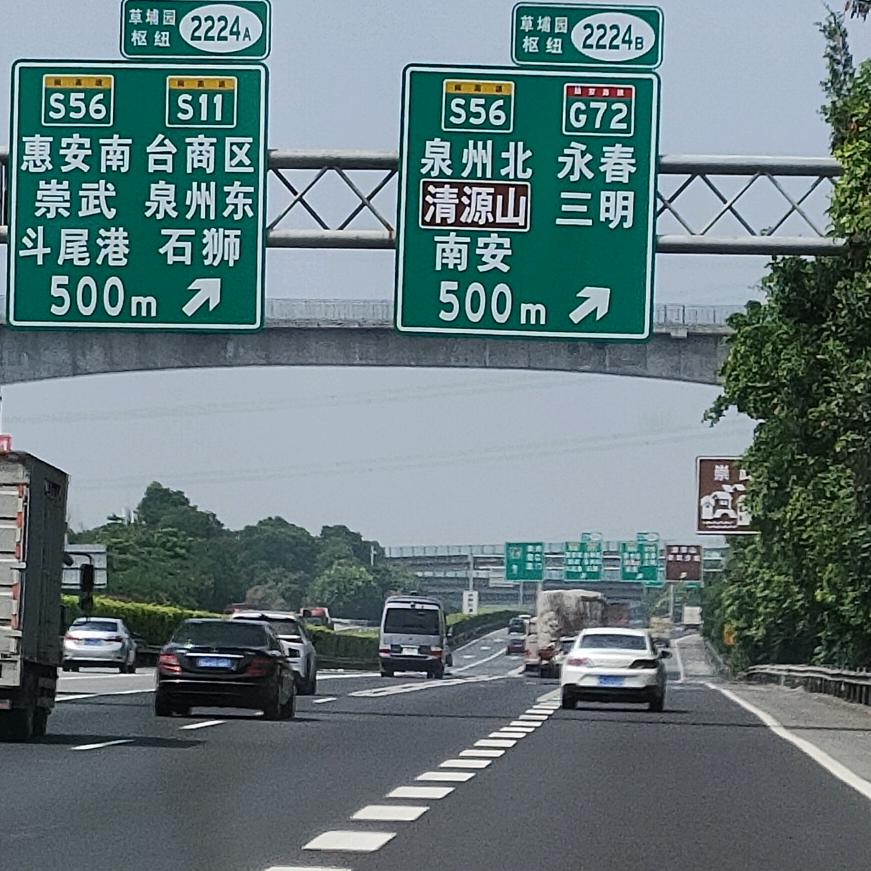 草埔园
枢纽
2224A
S56 S11
惠安南 台商区
崇武 泉州东
斗尾港 石狮
500m
草埔园
枢纽
2224B
S56 G72
泉州北 永春
清源山 三明
南安
500m
崇